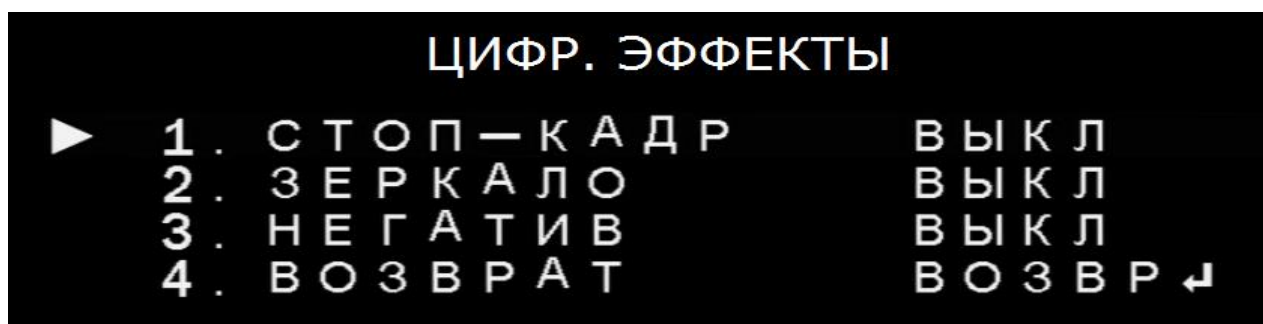 ЦИФР. ЭФФЕКТЫ
► 1. СТОП—КАДР ВЫКЛ
2. ЗЕРКАЛО ВЫКЛ
3. НЕГАТИВ ВЫКЛ
4. ВОЗВРАТ ВОЗВР↲